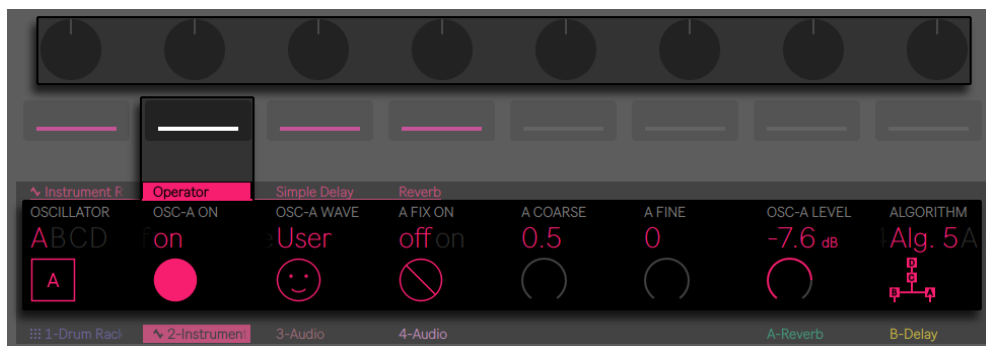 Instrument R Operator Simple Delay Reverb
OSCILLATOR OSC-A ON OSC-A WAVE A FIX ON A COARSE A FINE OSC-A LEVEL ALGORITHM
ABCD on User off on 0.5 0 -7.6 dB Alg. 5
A D
C
B A
1-Drum Rack 2-Instrument 3-Audio 4-Audio A-Reverb B-Delay